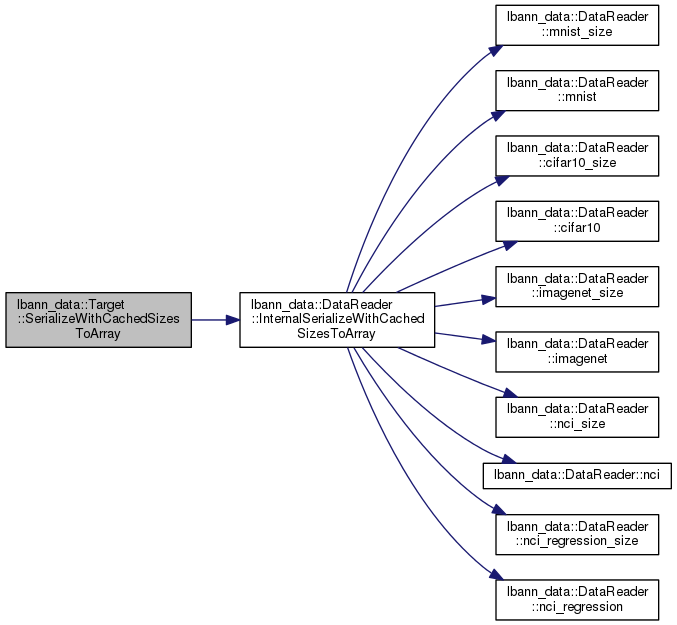 lbann_data::Target
::SerializeWithCachedSizes
ToArray
lbann_data::DataReader
::InternalSerializeWithCached
SizesToArray
lbann_data::DataReader
::mnist_size
lbann_data::DataReader
::mnist
lbann_data::DataReader
::cifar10_size
lbann_data::DataReader
::cifar10
lbann_data::DataReader
::imagenet_size
lbann_data::DataReader
::imagenet
lbann_data::DataReader
::nci_size
lbann_data::DataReader::nci
lbann_data::DataReader
::nci_regression_size
lbann_data::DataReader
::nci_regression